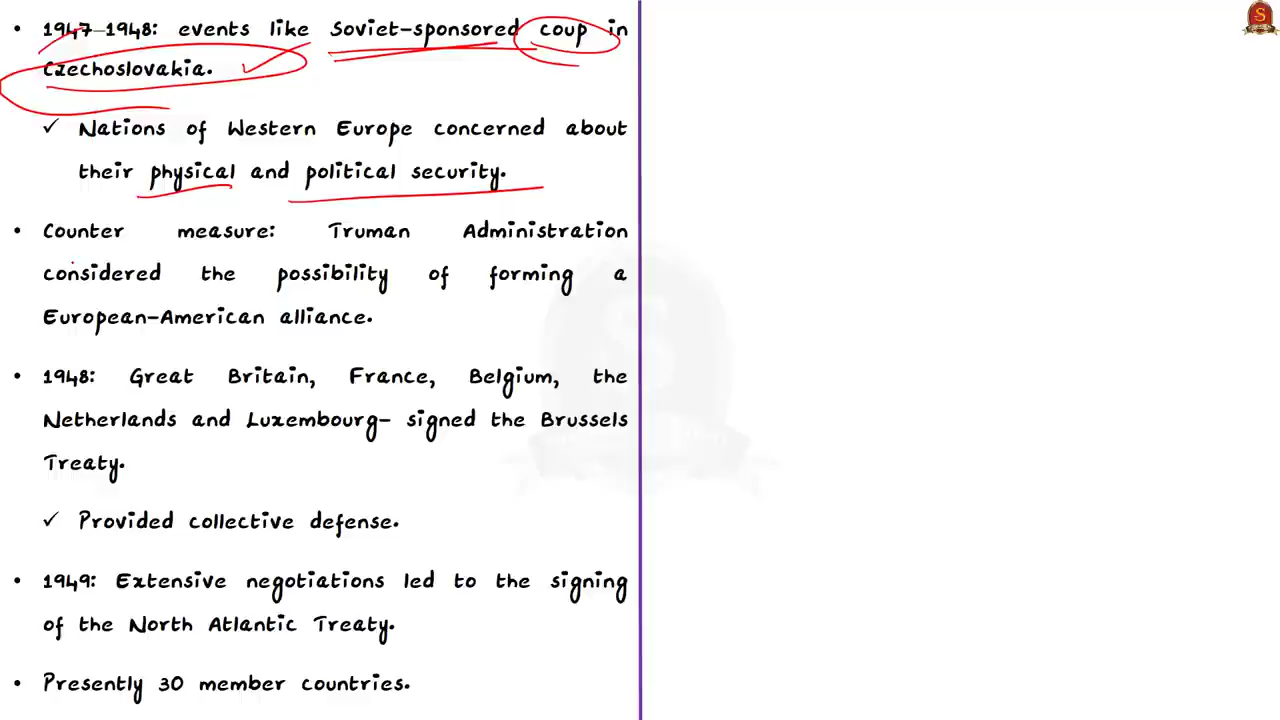 • 1947-1948: events like Soviet-sponsored coup in
Czechoslovakia.
✓ Nations of Western Europe concerned about
their physical and political security.
• Counter measure: Truman Administration
considered the possibility of forming a
European-American alliance.
• 1948: Great Britain, France, Belgium, the
Netherlands and Luxembourg- signed the Brussels
Treaty.
✓ Provided collective defense.
• 1949: Extensive negotiations led to the signing
of the North Atlantic Treaty.
• Presently 30 member countries.
S